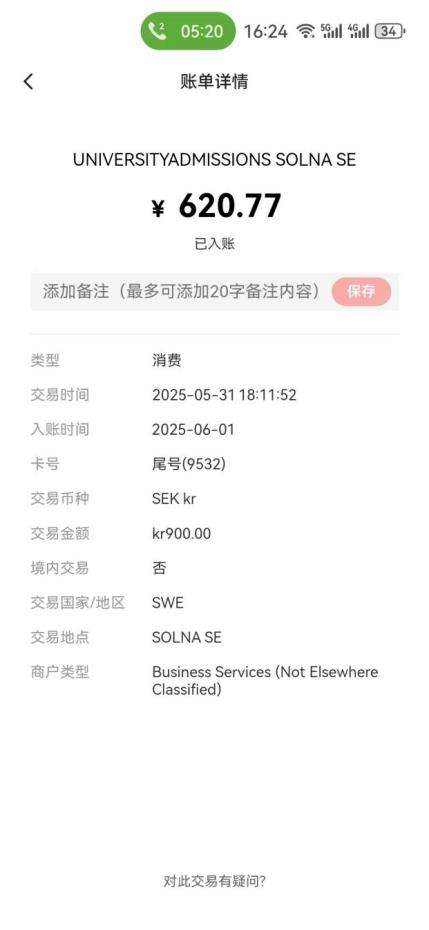 05:20 16:24 5G 4G 34
账单详情
UNIVERSITYADMISSIONS SOLNA SE
¥ 620.77
已入账
添加备注（最多可添加20字备注内容） 保存
类型 消费
交易时间 2025-05-31 18:11:52
入账时间 2025-06-01
卡号 尾号(9532)
交易币种 SEK kr
交易金额 kr900.00
境内交易 否
交易国家/地区 SWE
交易地点 SOLNA SE
商户类型 Business Services (Not Elsewhere
Classified)
对此交易有疑问?